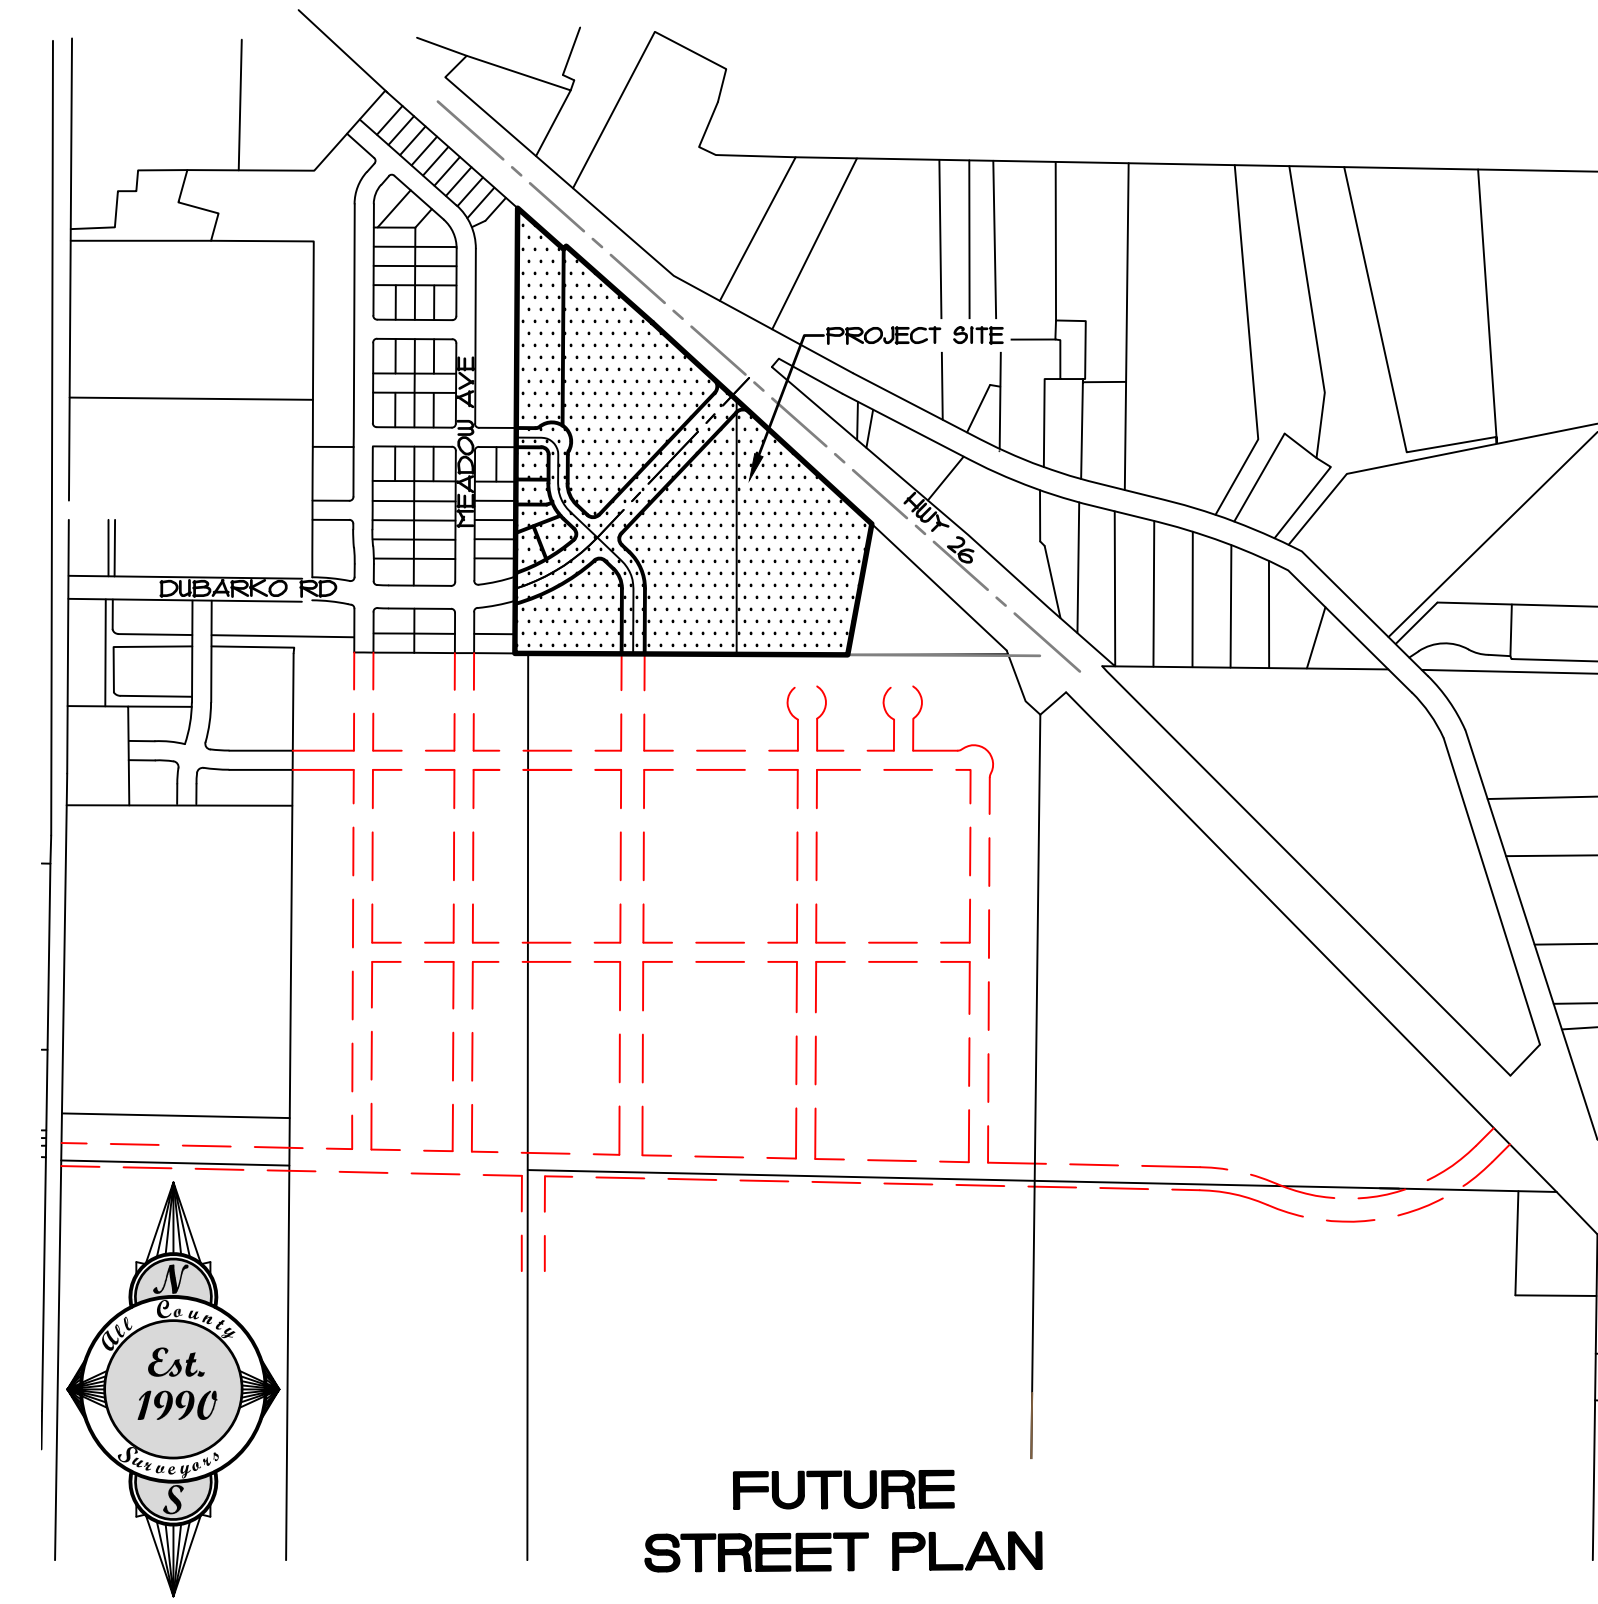 PROJECT SITE
MEADOW AVE
HWY 26
DUBARKO RD
N
All County
Est.
1990
Surveyors
S
FUTURE
STREET PLAN